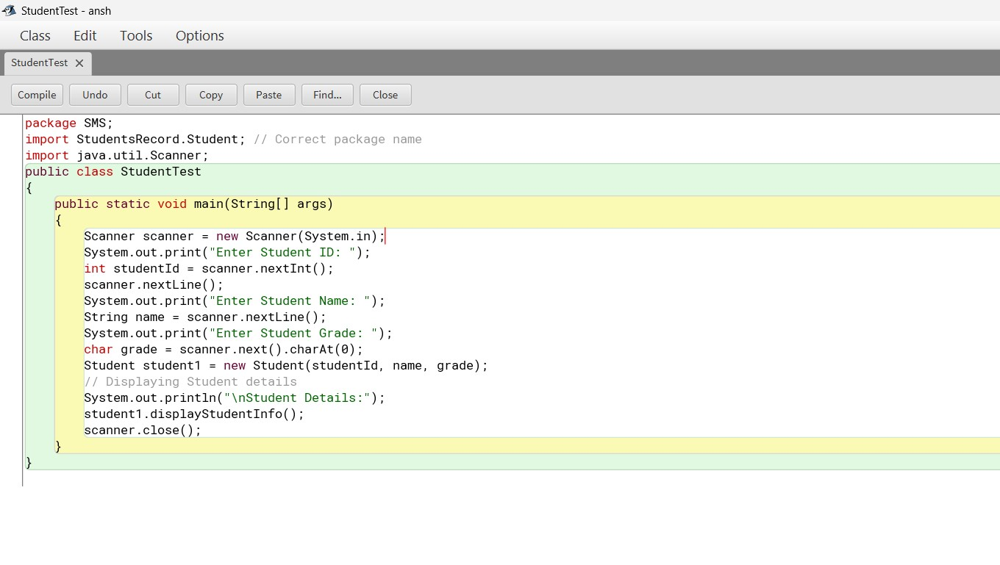 StudentTest - ansh
Class Edit Tools Options
StudentTest
Compile Undo Cut Copy Paste Find... Close
package SMS;
import StudentsRecord.Student; // Correct package name
import java.util.Scanner;
public class StudentTest
{
    public static void main(String[] args)
    {
        Scanner scanner = new Scanner(System.in);
        System.out.print("Enter Student ID: ");
        int studentId = scanner.nextInt();
        scanner.nextLine();
        System.out.print("Enter Student Name: ");
        String name = scanner.nextLine();
        System.out.print("Enter Student Grade: ");
        char grade = scanner.next().charAt(0);
        Student student1 = new Student(studentId, name, grade);
        // Displaying Student details
        System.out.println("\nStudent Details:");
        student1.displayStudentInfo();
        scanner.close();
    }
}